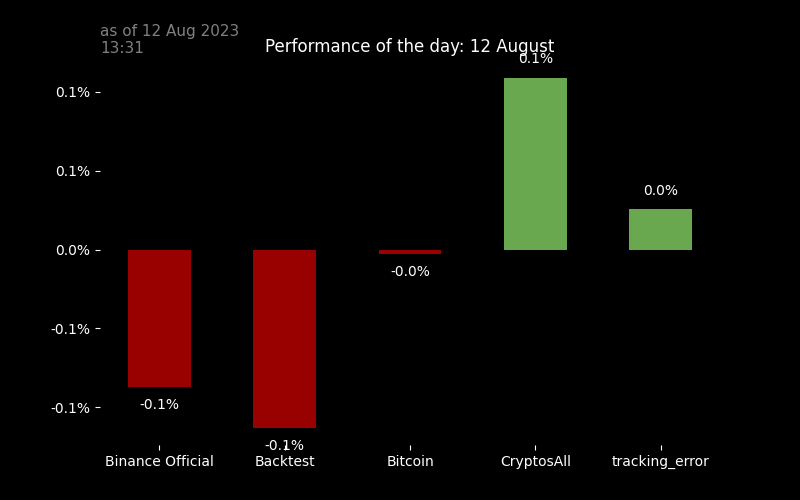 as of 12 Aug 2023
13:31
Performance of the day: 12 August
0.1%
0.1%
0.1%
0.0%
0.0%
-0.0%
-0.1%
-0.1%
-0.1%
-0.1%
Binance Official
Backtest
Bitcoin
CryptosAll
tracking_error